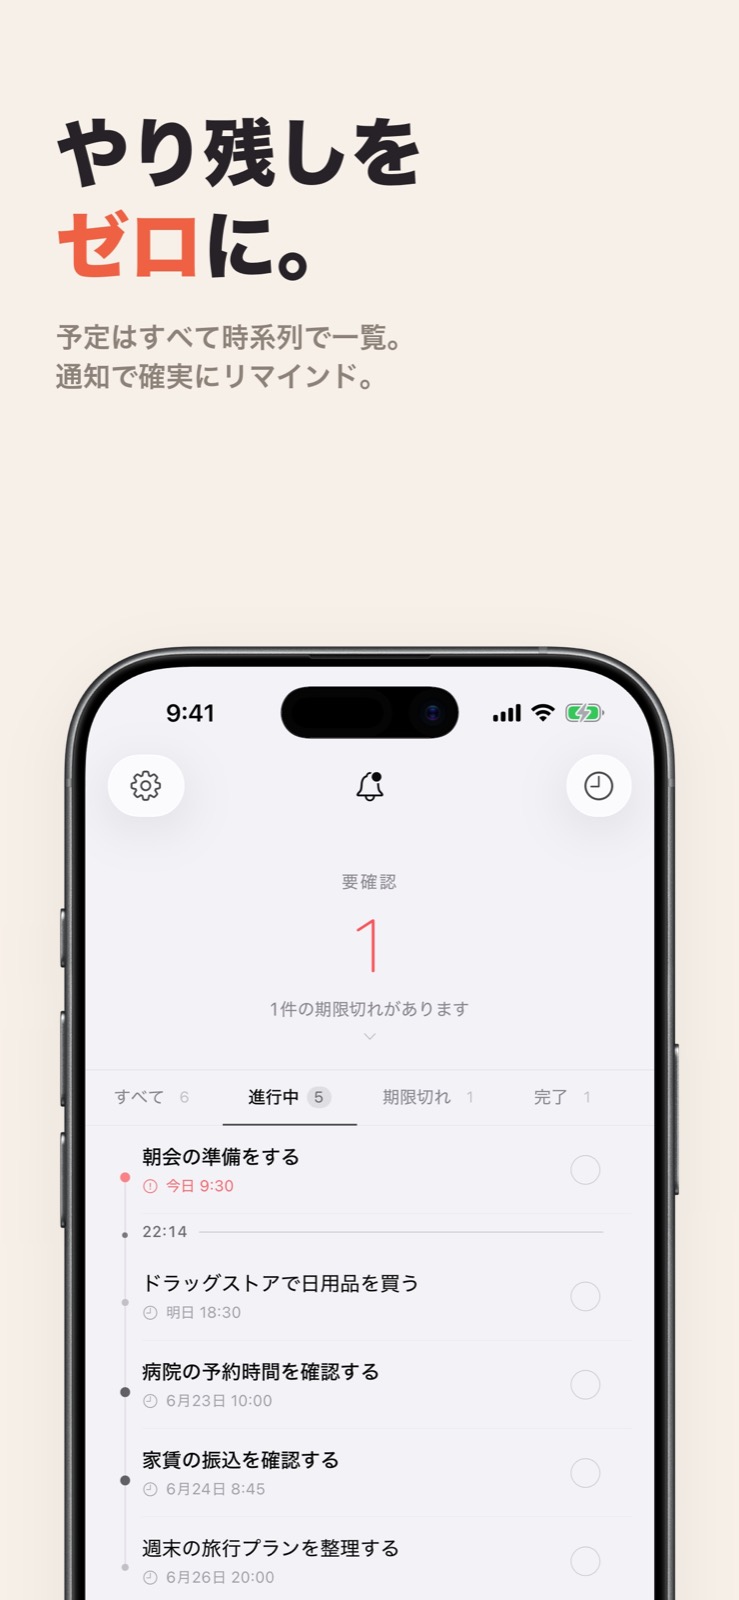 やり残しを
ゼロに。
予定はすべて時系列で一覧。
通知で確実にリマインド。
9:41
要確認
1
1件の期限切れがあります
すべて 6 進行中 5 期限切れ 1 完了 1
朝会の準備をする
今日 9:30
22:14
ドラッグストアで日用品を買う
明日 18:30
病院の予約時間を確認する
6月23日 10:00
家賃の振込を確認する
6月24日 8:45
週末の旅行プランを整理する
6月26日 20:00